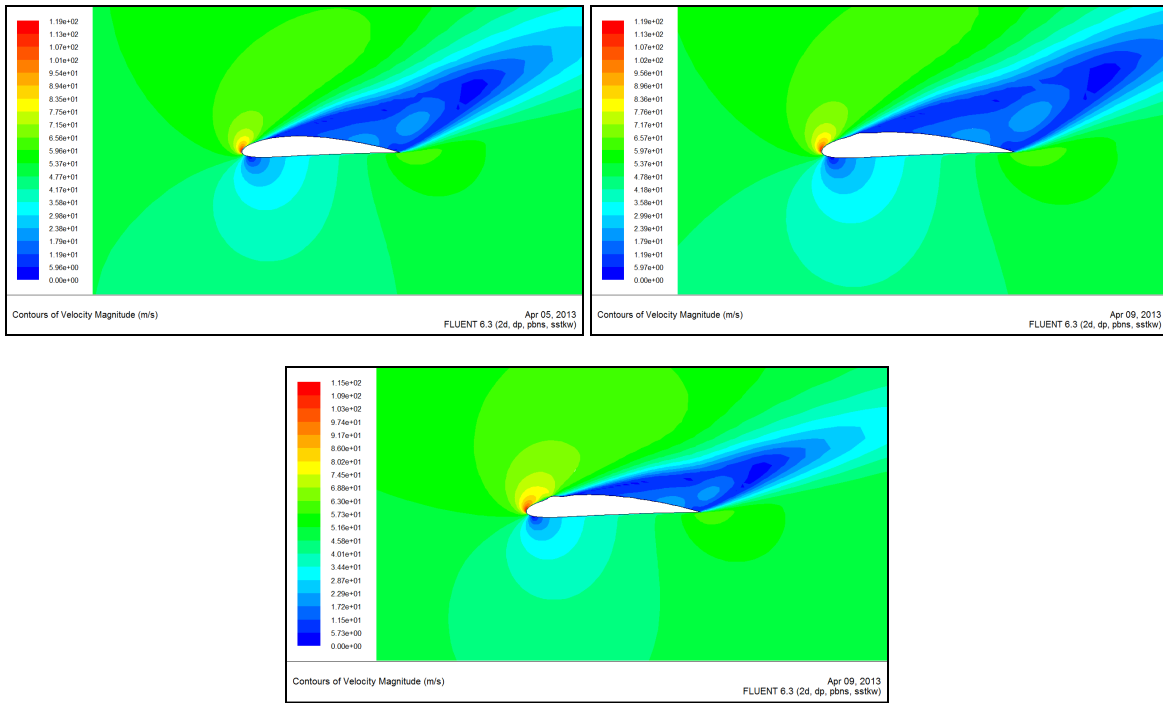 1.19e+02
1.13e+02
1.07e+02
1.01e+02
9.54e+01
8.94e+01
8.35e+01
7.75e+01
7.15e+01
6.56e+01
5.96e+01
5.37e+01
4.77e+01
4.17e+01
3.58e+01
2.98e+01
2.38e+01
1.79e+01
1.19e+01
5.96e+00
0.00e+00
Contours of Velocity Magnitude (m/s)
Apr 05, 2013
FLUENT 6.3 (2d, dp, pbns, sstkw)
1.19e+02
1.13e+02
1.07e+02
1.02e+02
9.56e+01
8.96e+01
8.36e+01
7.76e+01
7.17e+01
6.57e+01
5.97e+01
5.37e+01
4.78e+01
4.18e+01
3.58e+01
2.99e+01
2.39e+01
1.79e+01
1.19e+01
5.97e+00
0.00e+00
Contours of Velocity Magnitude (m/s)
Apr 09, 2013
FLUENT 6.3 (2d, dp, pbns, sstkw)
1.15e+02
1.09e+02
1.03e+02
9.74e+01
9.17e+01
8.60e+01
8.02e+01
7.45e+01
6.88e+01
6.30e+01
5.73e+01
5.16e+01
4.58e+01
4.01e+01
3.44e+01
2.87e+01
2.29e+01
1.72e+01
1.15e+01
5.73e+00
0.00e+00
Contours of Velocity Magnitude (m/s)
Apr 09, 2013
FLUENT 6.3 (2d, dp, pbns, sstkw)